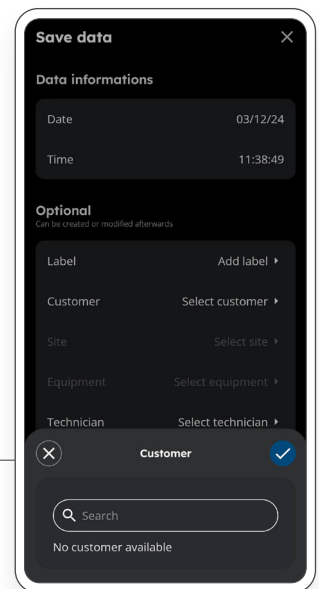 Save data
Data informations
Date 03/12/24
Time 11:38:49
Optional
Can be created or modified afterwards
Label Add label
Customer Select customer
Site Select site
Equipment Select equipment
Technician Select technician
Customer
Search
No customer available